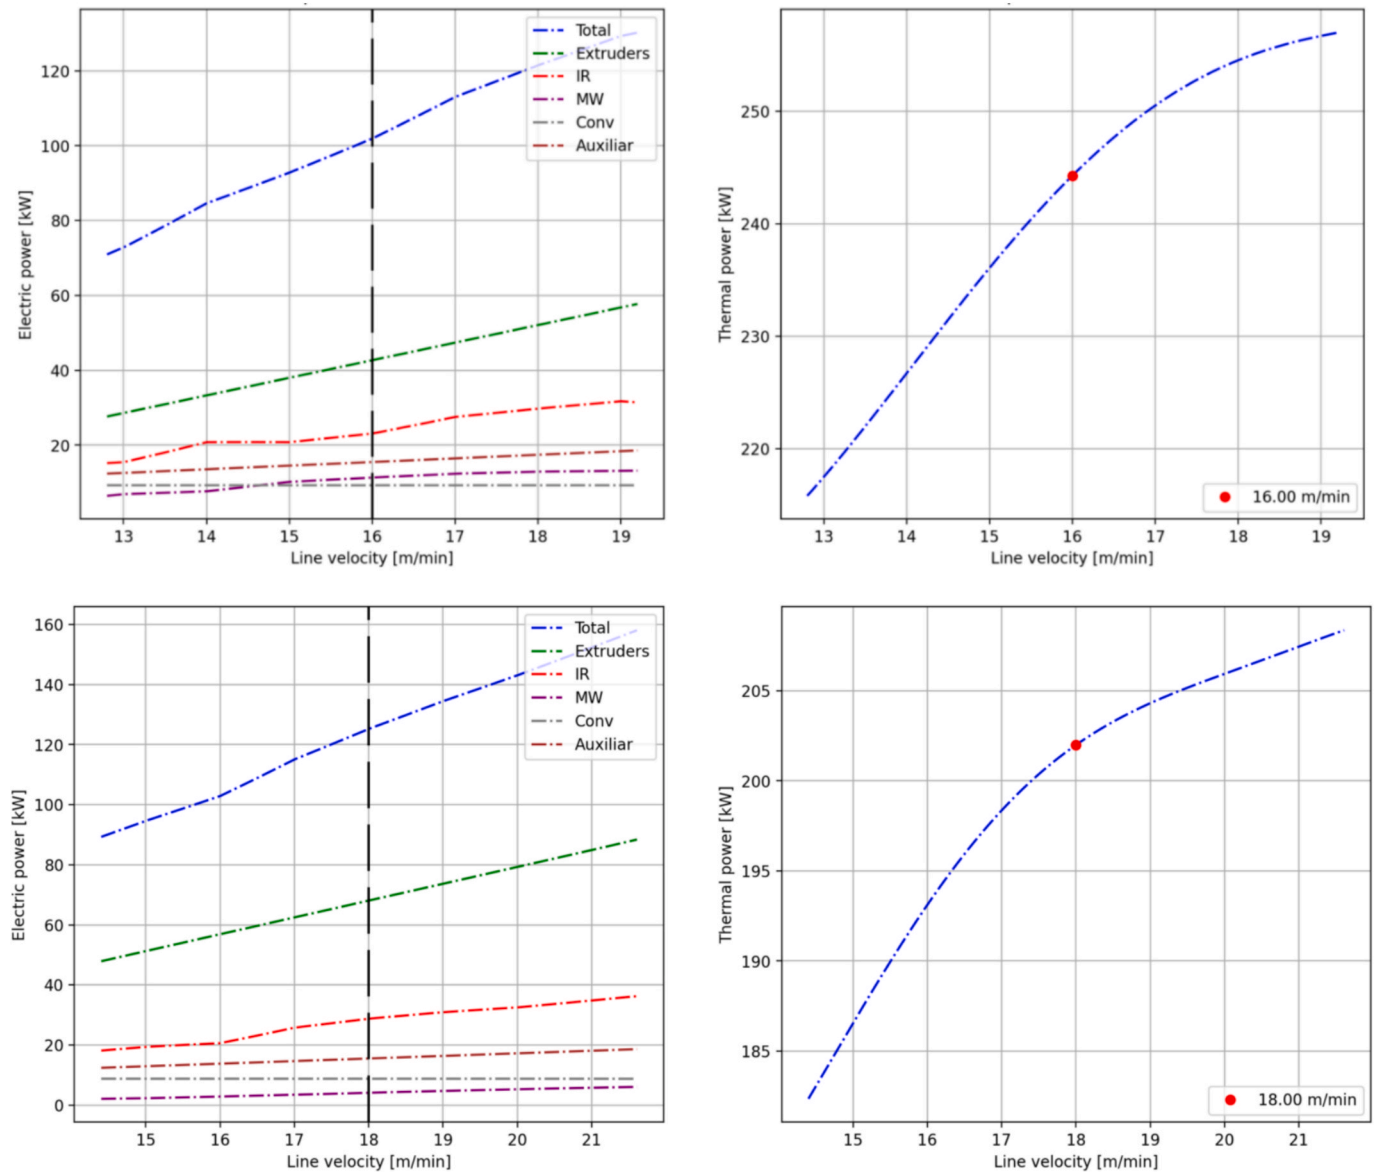 Electric power [kW]
120
100
80
60
40
20
Total
Extruders
IR
MW
Conv
Auxiliar
13 14 15 16 17 18 19
Line velocity [m/min]
Thermal power [kW]
250
240
230
220
16.00 m/min
13 14 15 16 17 18 19
Line velocity [m/min]
Electric power [kW]
160
140
120
100
80
60
40
20
0
Total
Extruders
IR
MW
Conv
Auxiliar
15 16 17 18 19 20 21
Line velocity [m/min]
Thermal power [kW]
205
200
195
190
185
18.00 m/min
15 16 17 18 19 20 21
Line velocity [m/min]